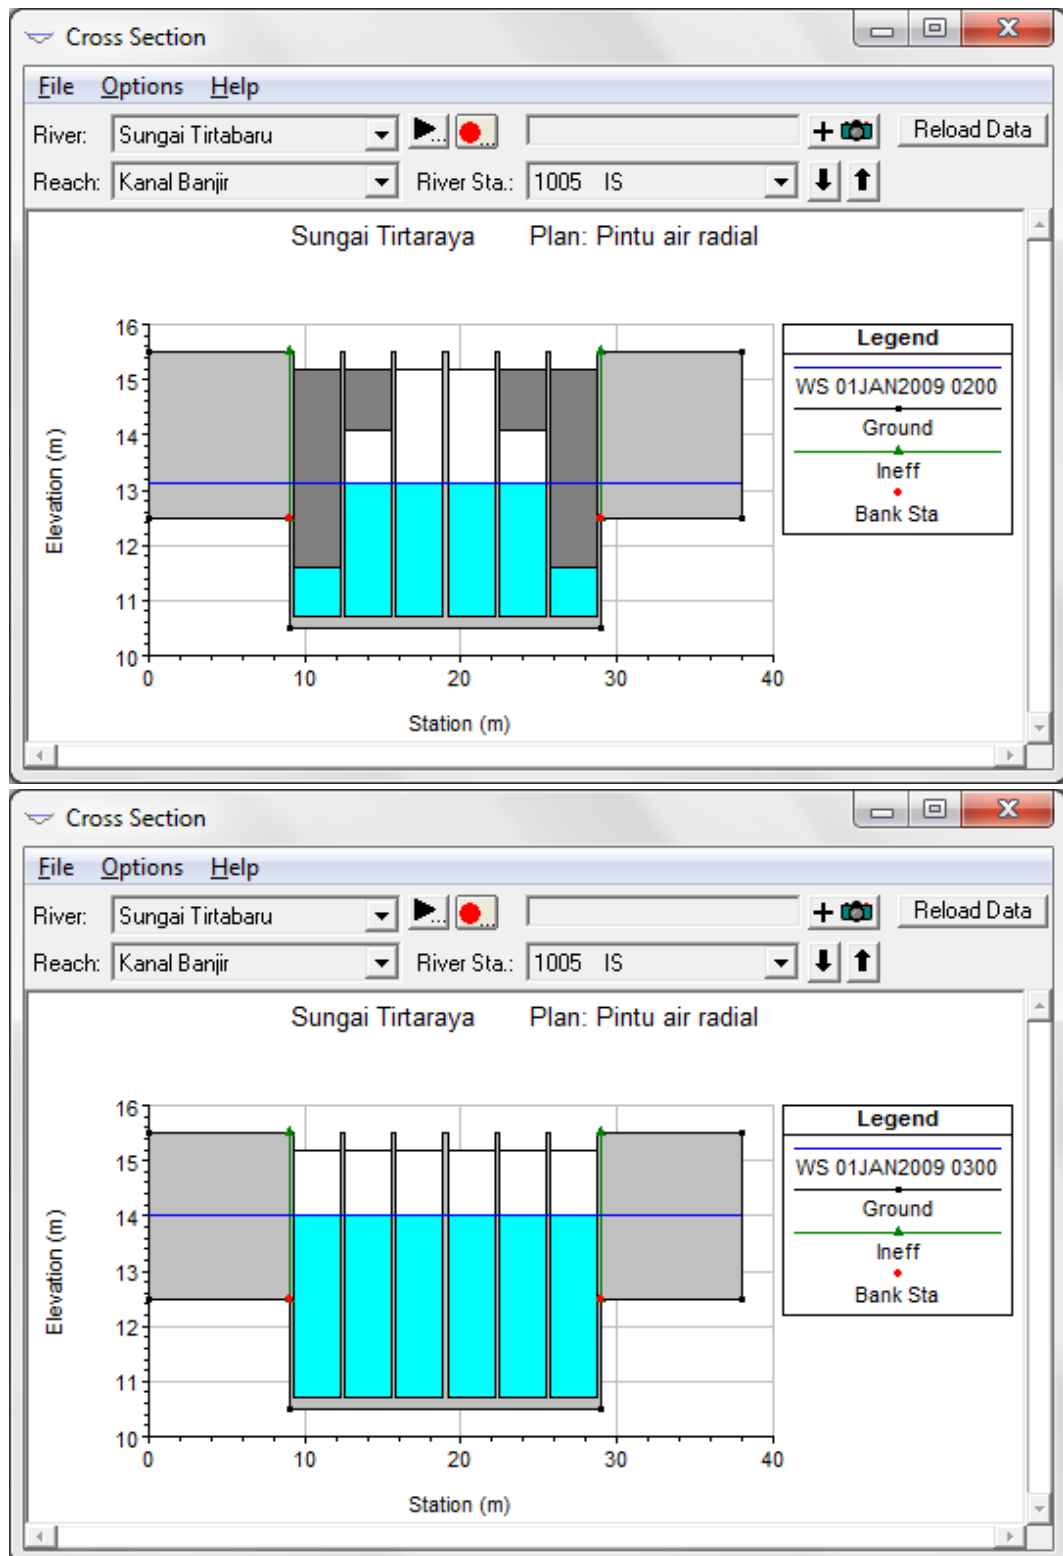 Cross Section
File Options Help
River: Sungai Tirtabaru Reload Data
Reach: Kanal Banjir River Sta.: 1005 IS
Sungai Tirtaraya Plan: Pintu air radial
16
15
14
13
12
11
10
Elevation (m)
0 10 20 30 40
Station (m)
Legend
WS 01JAN2009 0200
Ground
Ineff
Bank Sta
Cross Section
File Options Help
River: Sungai Tirtabaru Reload Data
Reach: Kanal Banjir River Sta.: 1005 IS
Sungai Tirtaraya Plan: Pintu air radial
16
15
14
13
12
11
10
Elevation (m)
0 10 20 30 40
Station (m)
Legend
WS 01JAN2009 0300
Ground
Ineff
Bank Sta